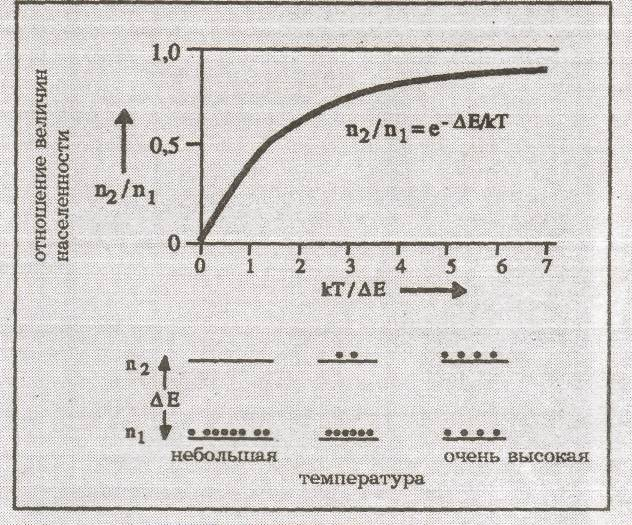 отношение величин
населенности
n₂/n₁
1,0
0,5
0
n₂/n₁=e^-ΔE/kT
0 1 2 3 4 5 6 7
kT/ΔE
n₂
ΔE
n₁
небольшая
очень высокая
температура